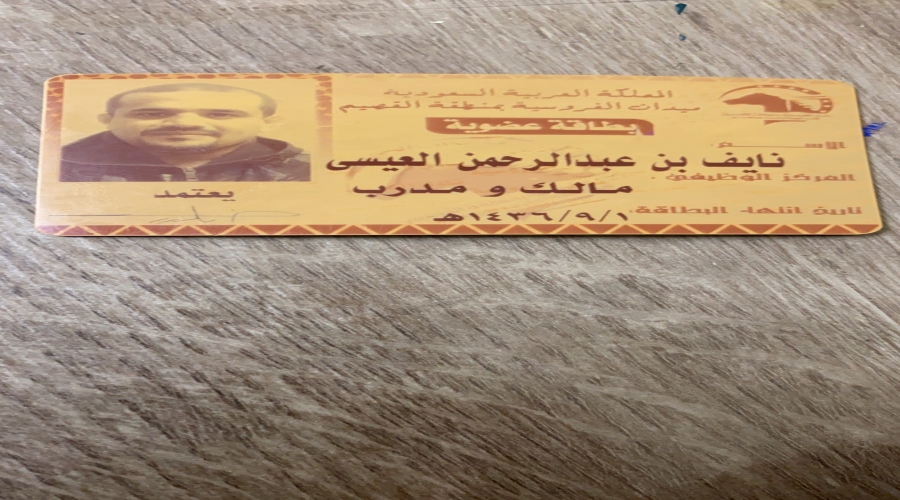 المملكة العربية السعودية
ميدان الفروسية بمنطقة القصيم
بطاقة عضوية
الاســـم نايف بن عبدالرحمن العيسى
المركز الوظيفي مالك و مدرب
تاريخ انتهاء البطاقة ١٤٣٦/٩/١هـ
يعتمد